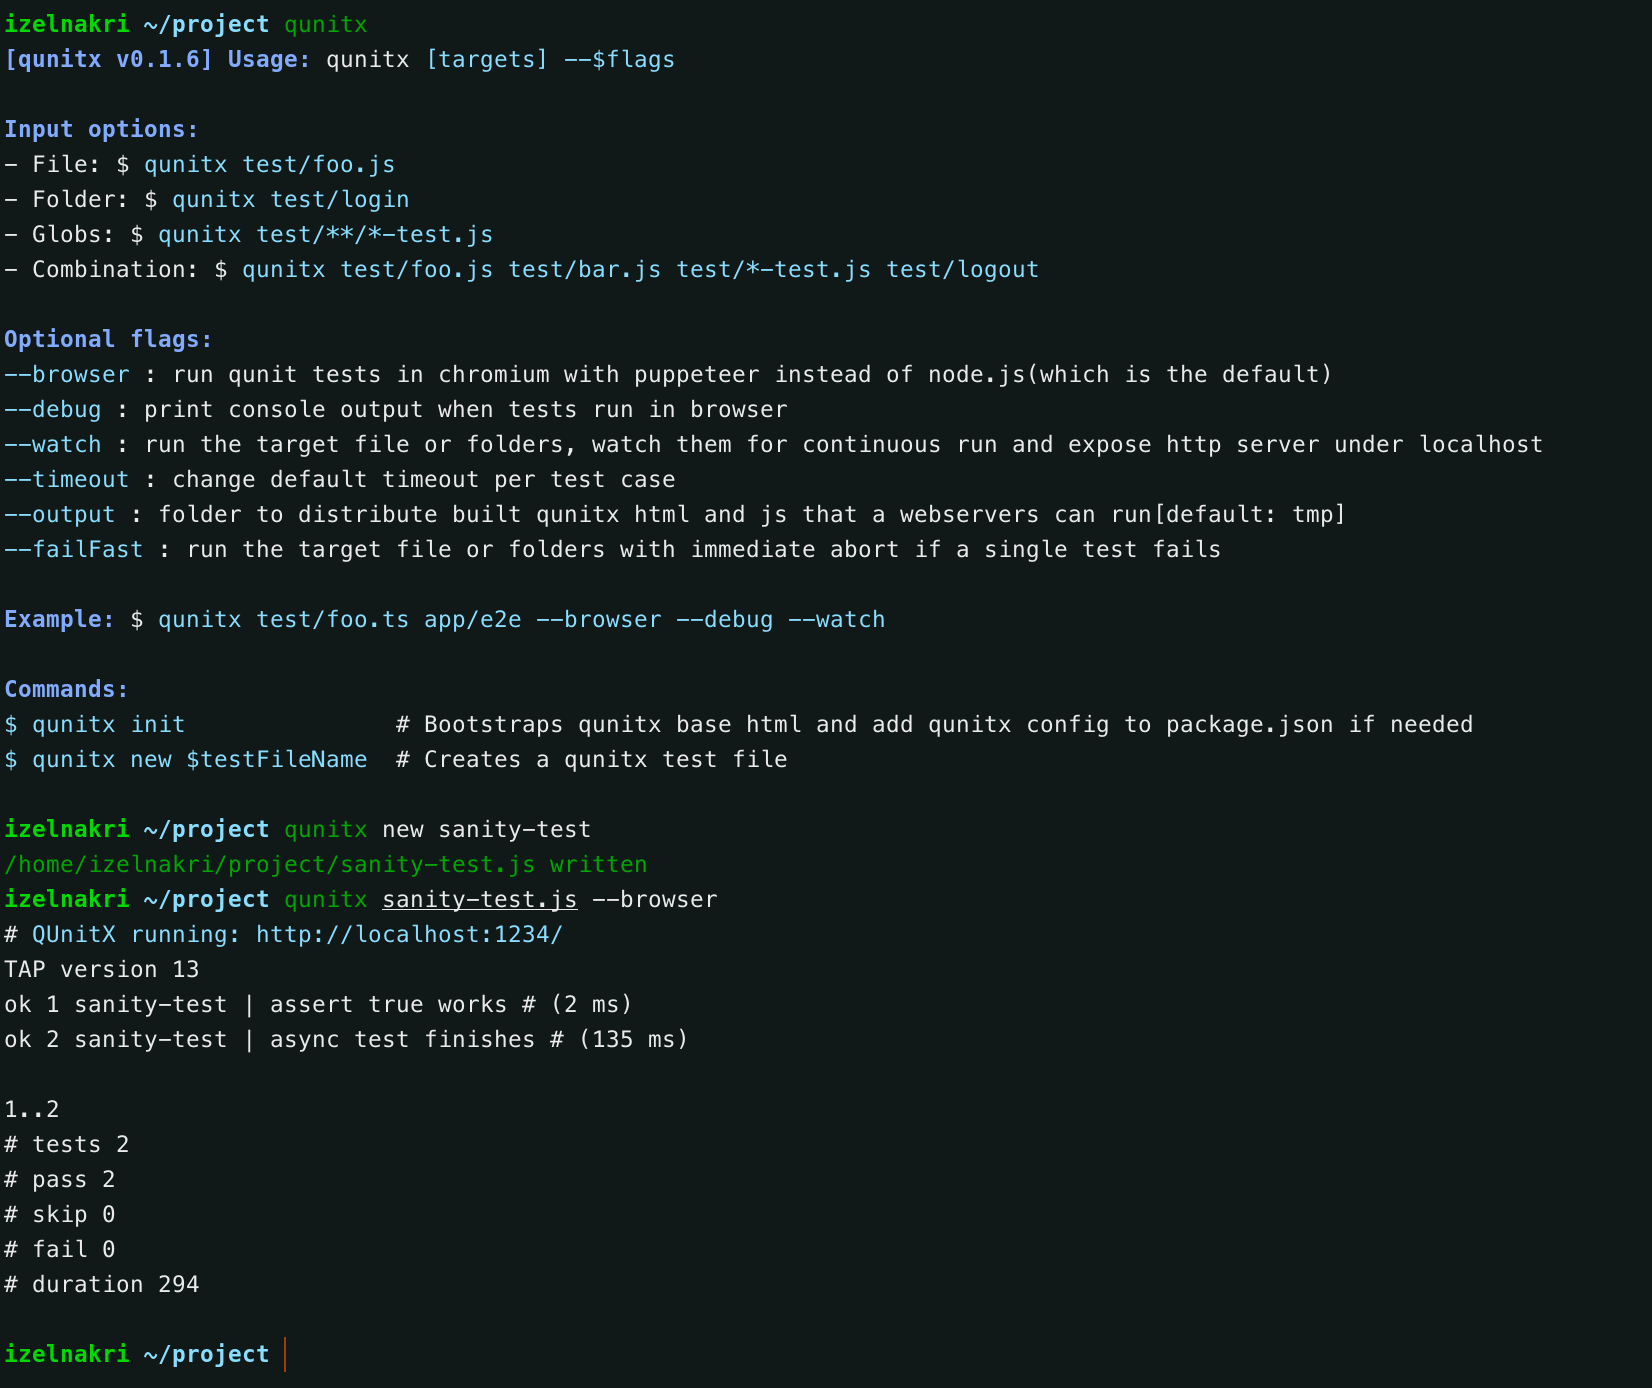 izelnakri ~/project qunitx
[qunitx v0.1.6] Usage: qunitx [targets] --$flags
Input options:
- File: $ qunitx test/foo.js
- Folder: $ qunitx test/login
- Globs: $ qunitx test/**/*-test.js
- Combination: $ qunitx test/foo.js test/bar.js test/*-test.js test/logout
Optional flags:
--browser : run qunit tests in chromium with puppeteer instead of node.js(which is the default)
--debug : print console output when tests run in browser
--watch : run the target file or folders, watch them for continuous run and expose http server under localhost
--timeout : change default timeout per test case
--output : folder to distribute built qunitx html and js that a webservers can run[default: tmp]
--failFast : run the target file or folders with immediate abort if a single test fails
Example: $ qunitx test/foo.ts app/e2e --browser --debug --watch
Commands:
$ qunitx init               # Bootstraps qunitx base html and add qunitx config to package.json if needed
$ qunitx new $testFileName  # Creates a qunitx test file
izelnakri ~/project qunitx new sanity-test
/home/izelnakri/project/sanity-test.js written
izelnakri ~/project qunitx sanity-test.js --browser
# QUnitX running: http://localhost:1234/
TAP version 13
ok 1 sanity-test | assert true works # (2 ms)
ok 2 sanity-test | async test finishes # (135 ms)
1..2
# tests 2
# pass 2
# skip 0
# fail 0
# duration 294
izelnakri ~/project